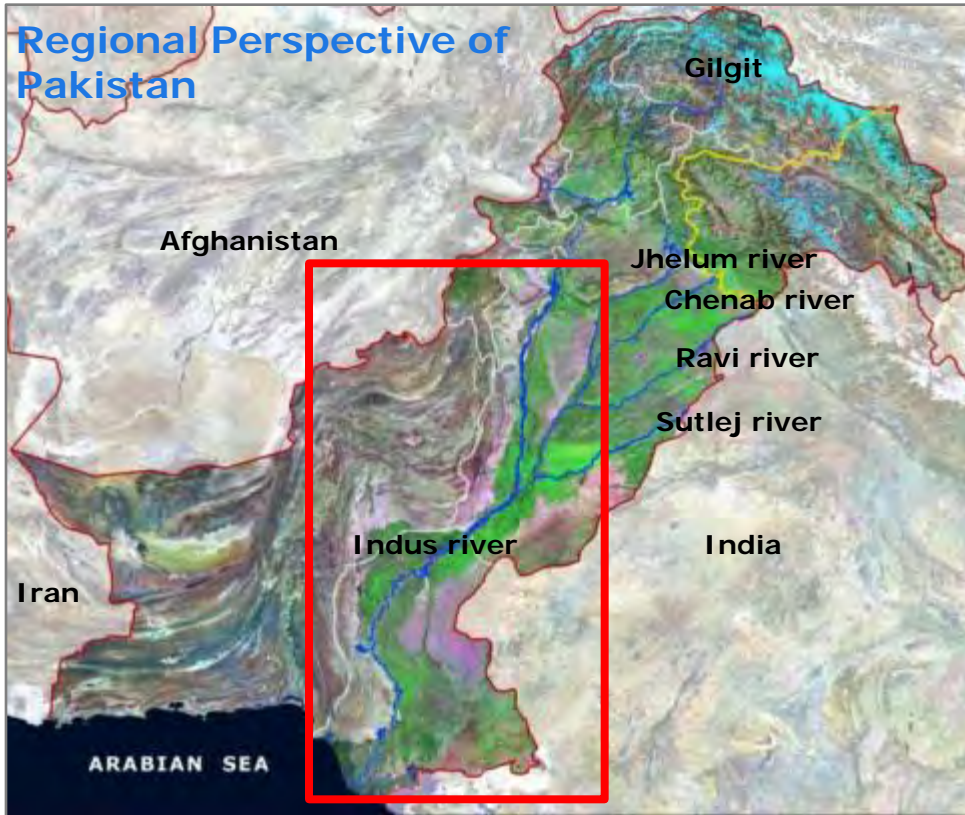 Regional Perspective of
Pakistan
Gilgit
Afghanistan
Jhelum river
Chenab river
Ravi river
Sutlej river
Indus river
India
Iran
ARABIAN SEA